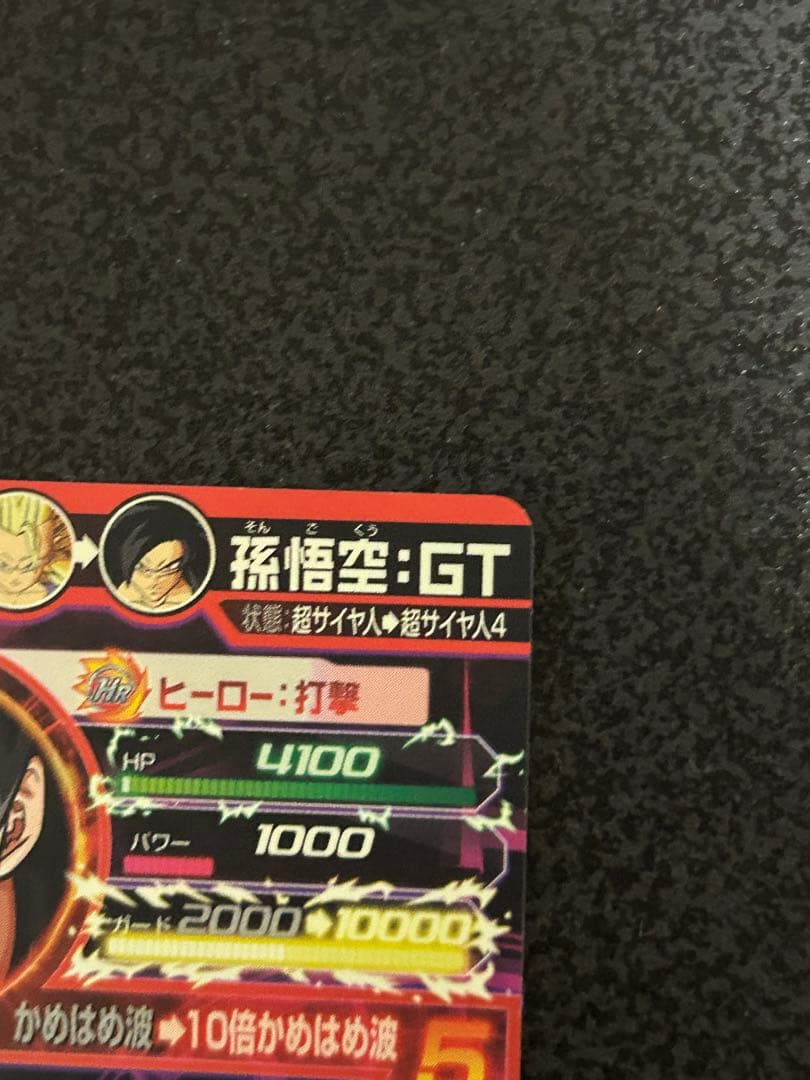 そんごくう
孫悟空:GT
状態:超サイヤ人➡超サイヤ人4
HR ヒーロー:打撃
HP 4100
パワー 1000
ガード 2000➡10000
かめはめ波➡10倍かめはめ波 5